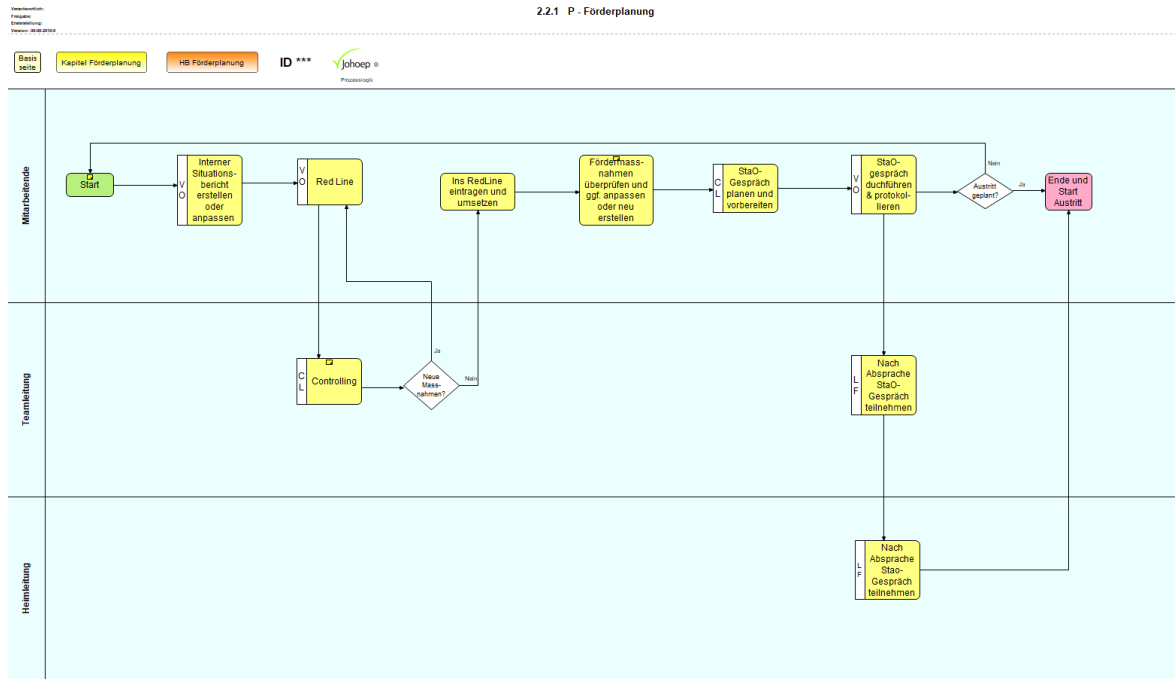 Verantwortlich:
Freigabe:
Ersterstellung:
2.2.1 P - Förderplanung
Basis
seite
Kapitel Förderplanung
HB Förderplanung
ID ***
Johoep ®
Prozesslogik
Mitarbeitende
Start
V
O
Interner
Situations-
bericht
erstellen
oder
anpassen
V
O
Red Line
Ins RedLine
eintragen und
umsetzen
Fördermass-
nahmen
überprüfen und
ggf. anpassen
oder neu
erstellen
C
L
StaO-
Gespräch
planen und
vorbereiten
V
O
StaO-
gespräch
duchführen
& protokol-
lieren
Austritt
geplant?
Nein
Ja
Ende und
Start
Austritt
Teamleitung
C
L
Controlling
Neue
Mass-
nahmen?
Ja
Nein
L
F
Nach
Absprache
StaO-
Gespräch
teilnehmen
Heimleitung
L
F
Nach
Absprache
Stao-
Gespräch
teilnehmen